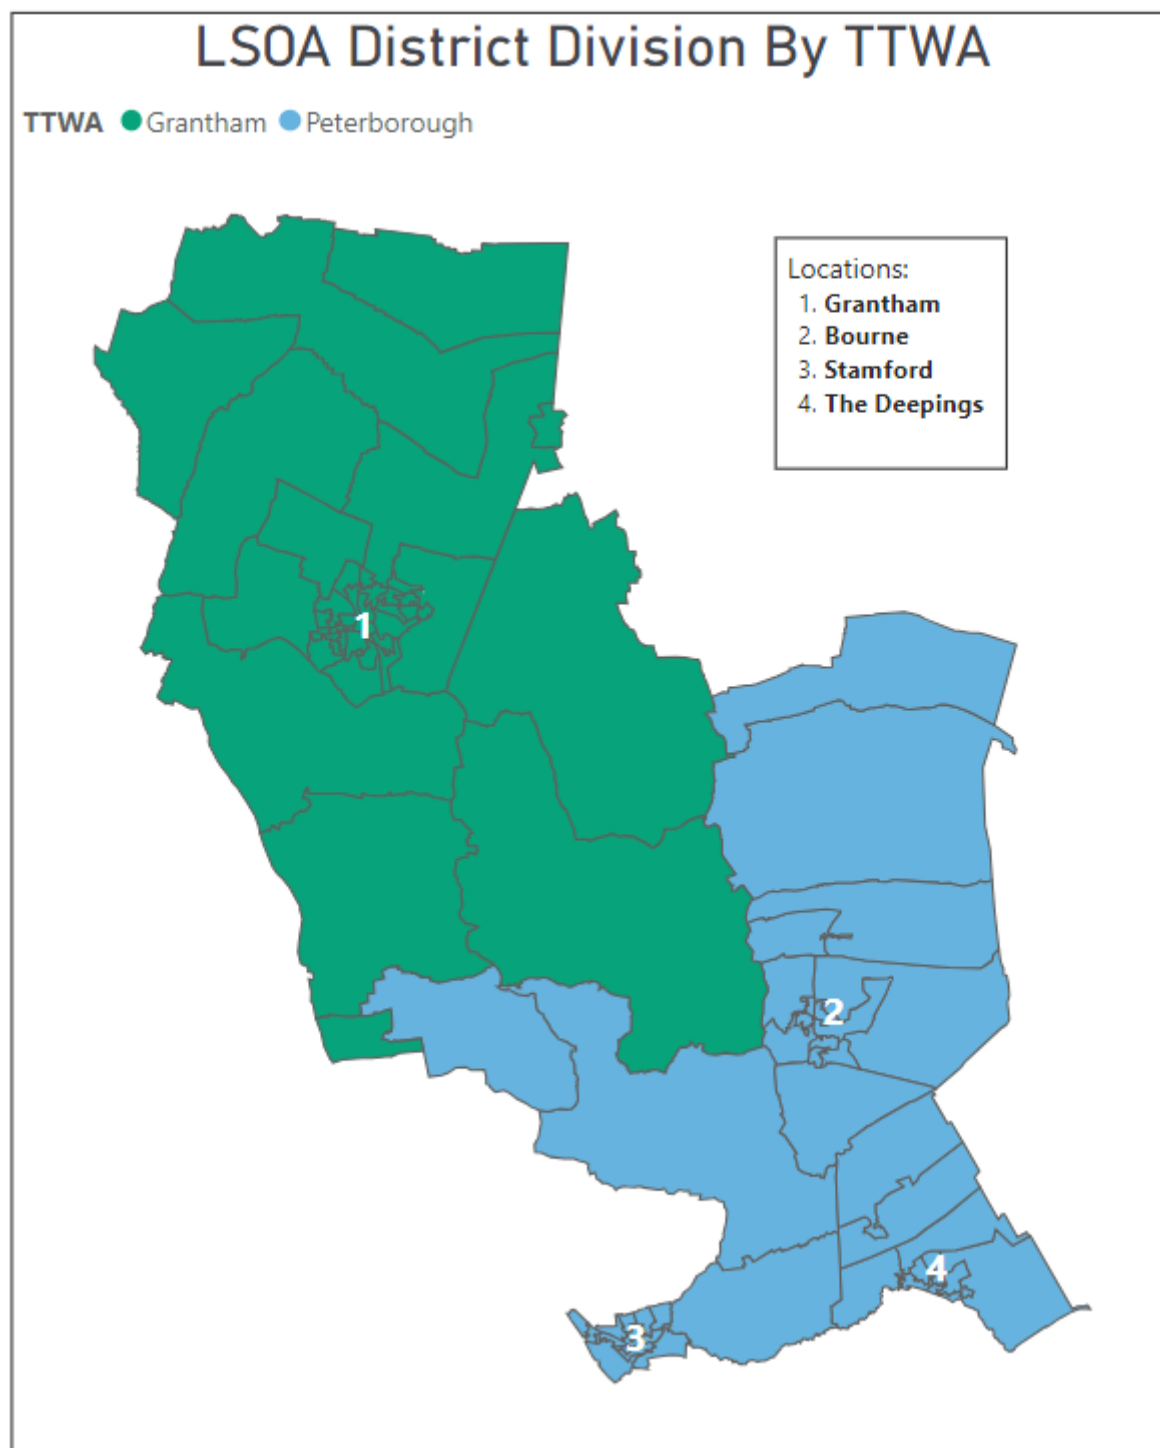 LSOA District Division By TTWA
TTWA Grantham Peterborough
Locations:
1. Grantham
2. Bourne
3. Stamford
4. The Deepings
1
2
4
3